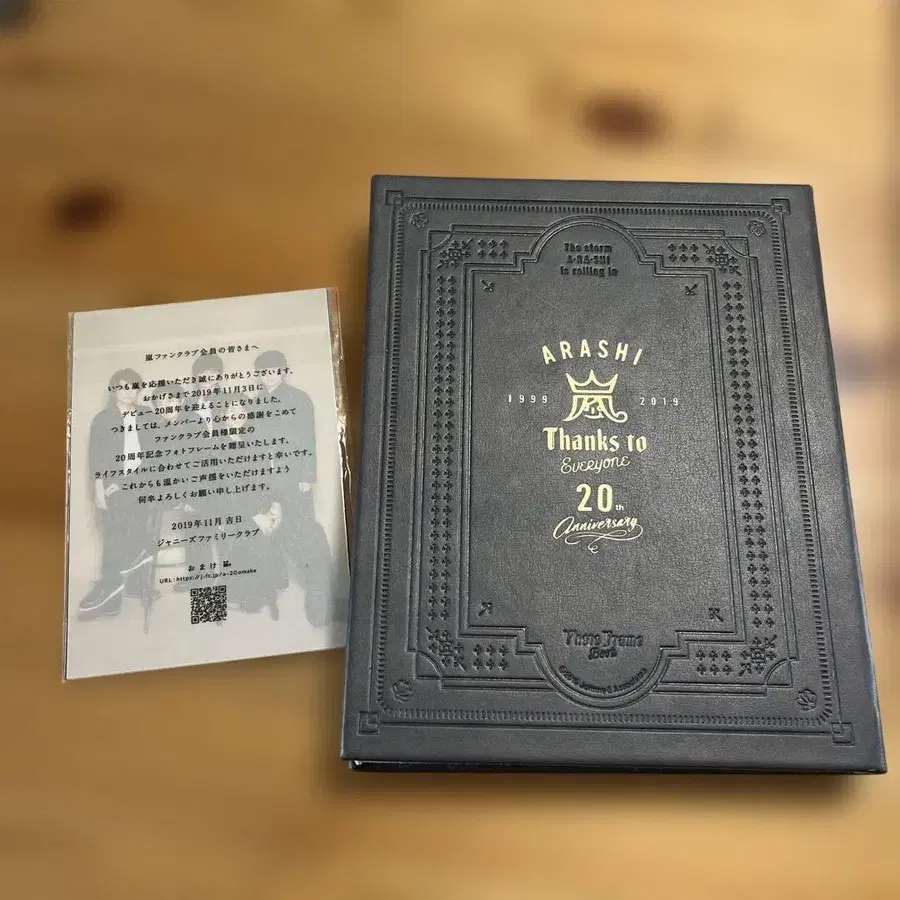 嵐ファンクラブ会員の皆さまへ
いつも嵐を応援いただき誠にありがとうございます。
おかげさまで2019年11月3日に
デビュー20周年を迎えることになりました。
つきましては、メンバーより心からの感謝をこめて
ファンクラブ会員様限定の
20周年記念フォトフレームを贈呈いたします。
ライフスタイルに合わせてご活用いただけますと幸いです。
これからも温かいご声援をいただけますよう
何卒よろしくお願い申し上げます。
2019年11月 吉日
ジャニーズファミリークラブ
おまけ
URL:https://j-fc.jp/a-20omake
The storm
A·RA·SHI
is rolling in
ARASHI
1999 嵐 2019
Thanks to
Everyone
20th
Anniversary
Photo Frame
Book
Associates